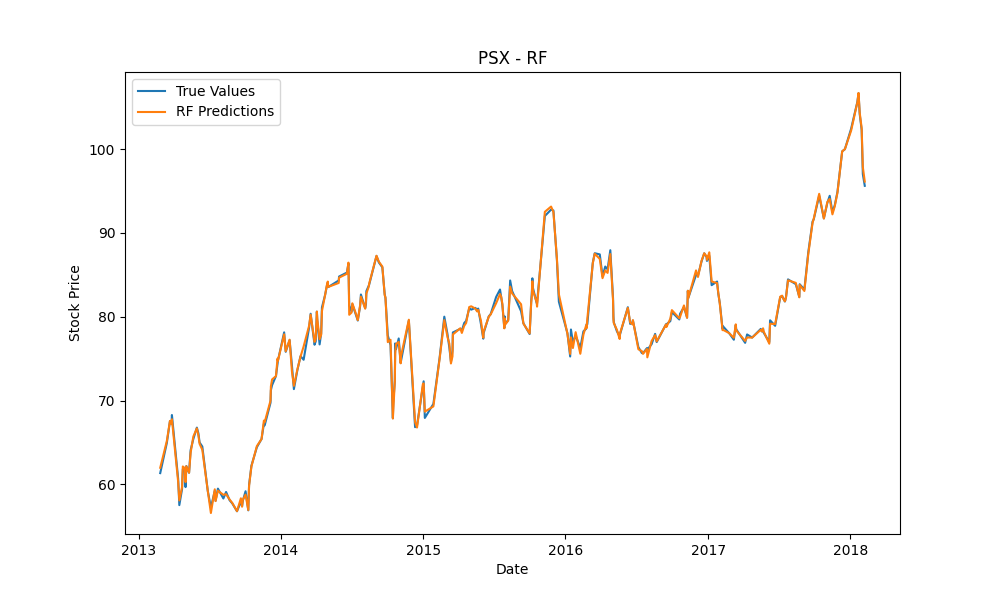 PSX - RF
True Values
RF Predictions
Stock Price
100
90
80
70
60
2013
2014
2015
2016
2017
2018
Date